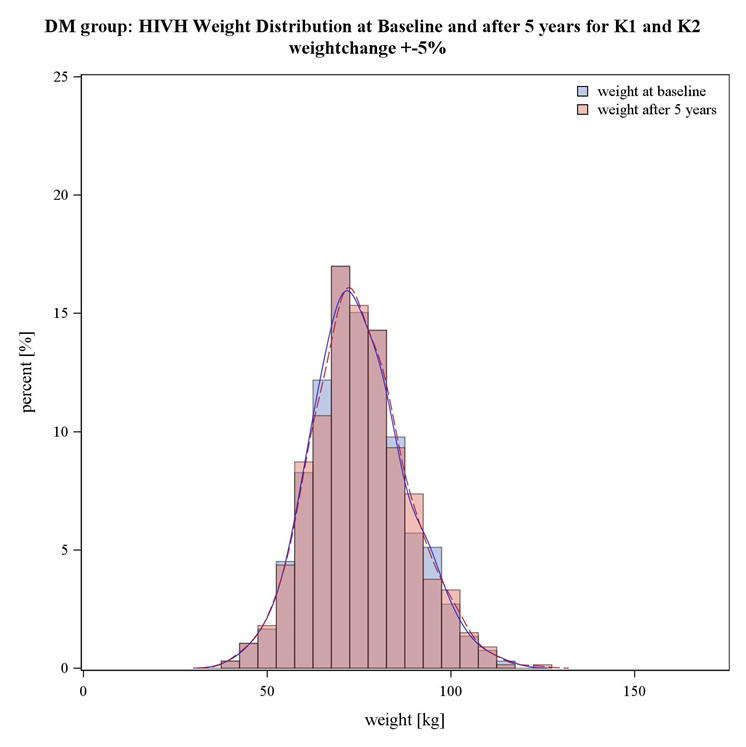 DM group: HIVH Weight Distribution at Baseline and after 5 years for K1 and K2
weightchange +-5%
25
weight at baseline
weight after 5 years
20
15
10
5
0
percent [%]
0 50 100 150
weight [kg]